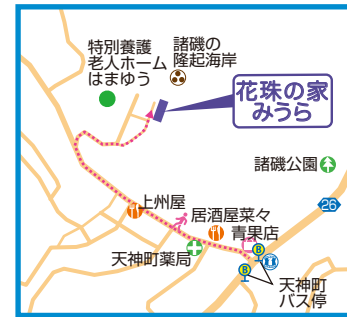 特別養護
老人ホーム
はまゆう
諸磯の
隆起海岸
花珠の家
みうら
諸磯公園
26
上州屋
居酒屋菜々
青果店
天神町薬局
B
B
天神町
バス停